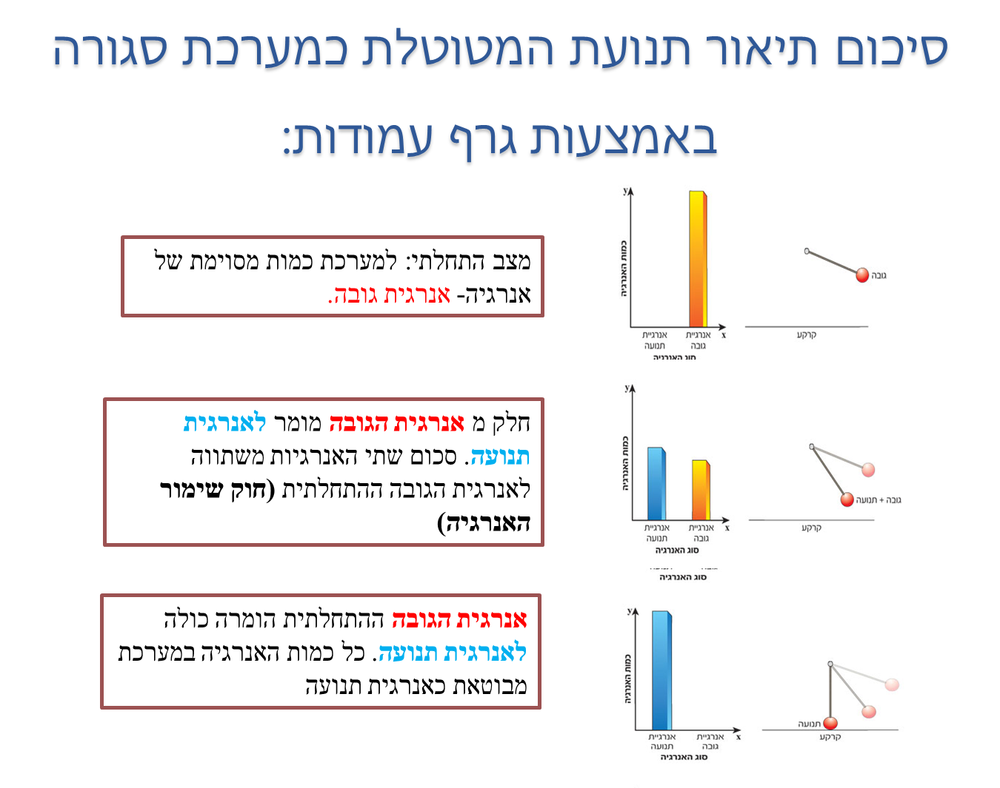 סיכום תיאור תנועת המטוטלת כמערכת סגורה
באמצעות גרף עמודות:
y
כמות האנרגיה
אנרגיית תנועה
אנרגיית גובה
x
סוג האנרגיה
גובה
קרקע
מצב התחלתי: למערכת כמות מסוימת של
אנרגיה- אנרגית גובה.
y
כמות האנרגיה
אנרגיית תנועה
אנרגיית גובה
x
סוג האנרגיה
גובה + תנועה
קרקע
חלק מ אנרגית הגובה מומר לאנרגית
תנועה. סכום שתי האנרגיות משתווה
לאנרגית הגובה ההתחלתית (חוק שימור
האנרגיה)
סוג האנרגיה
y
כמות האנרגיה
אנרגיית תנועה
אנרגיית גובה
x
סוג האנרגיה
תנועה
קרקע
אנרגית הגובה ההתחלתית הומרה כולה
לאנרגית תנועה. כל כמות האנרגיה במערכת
מבוטאת כאנרגית תנועה